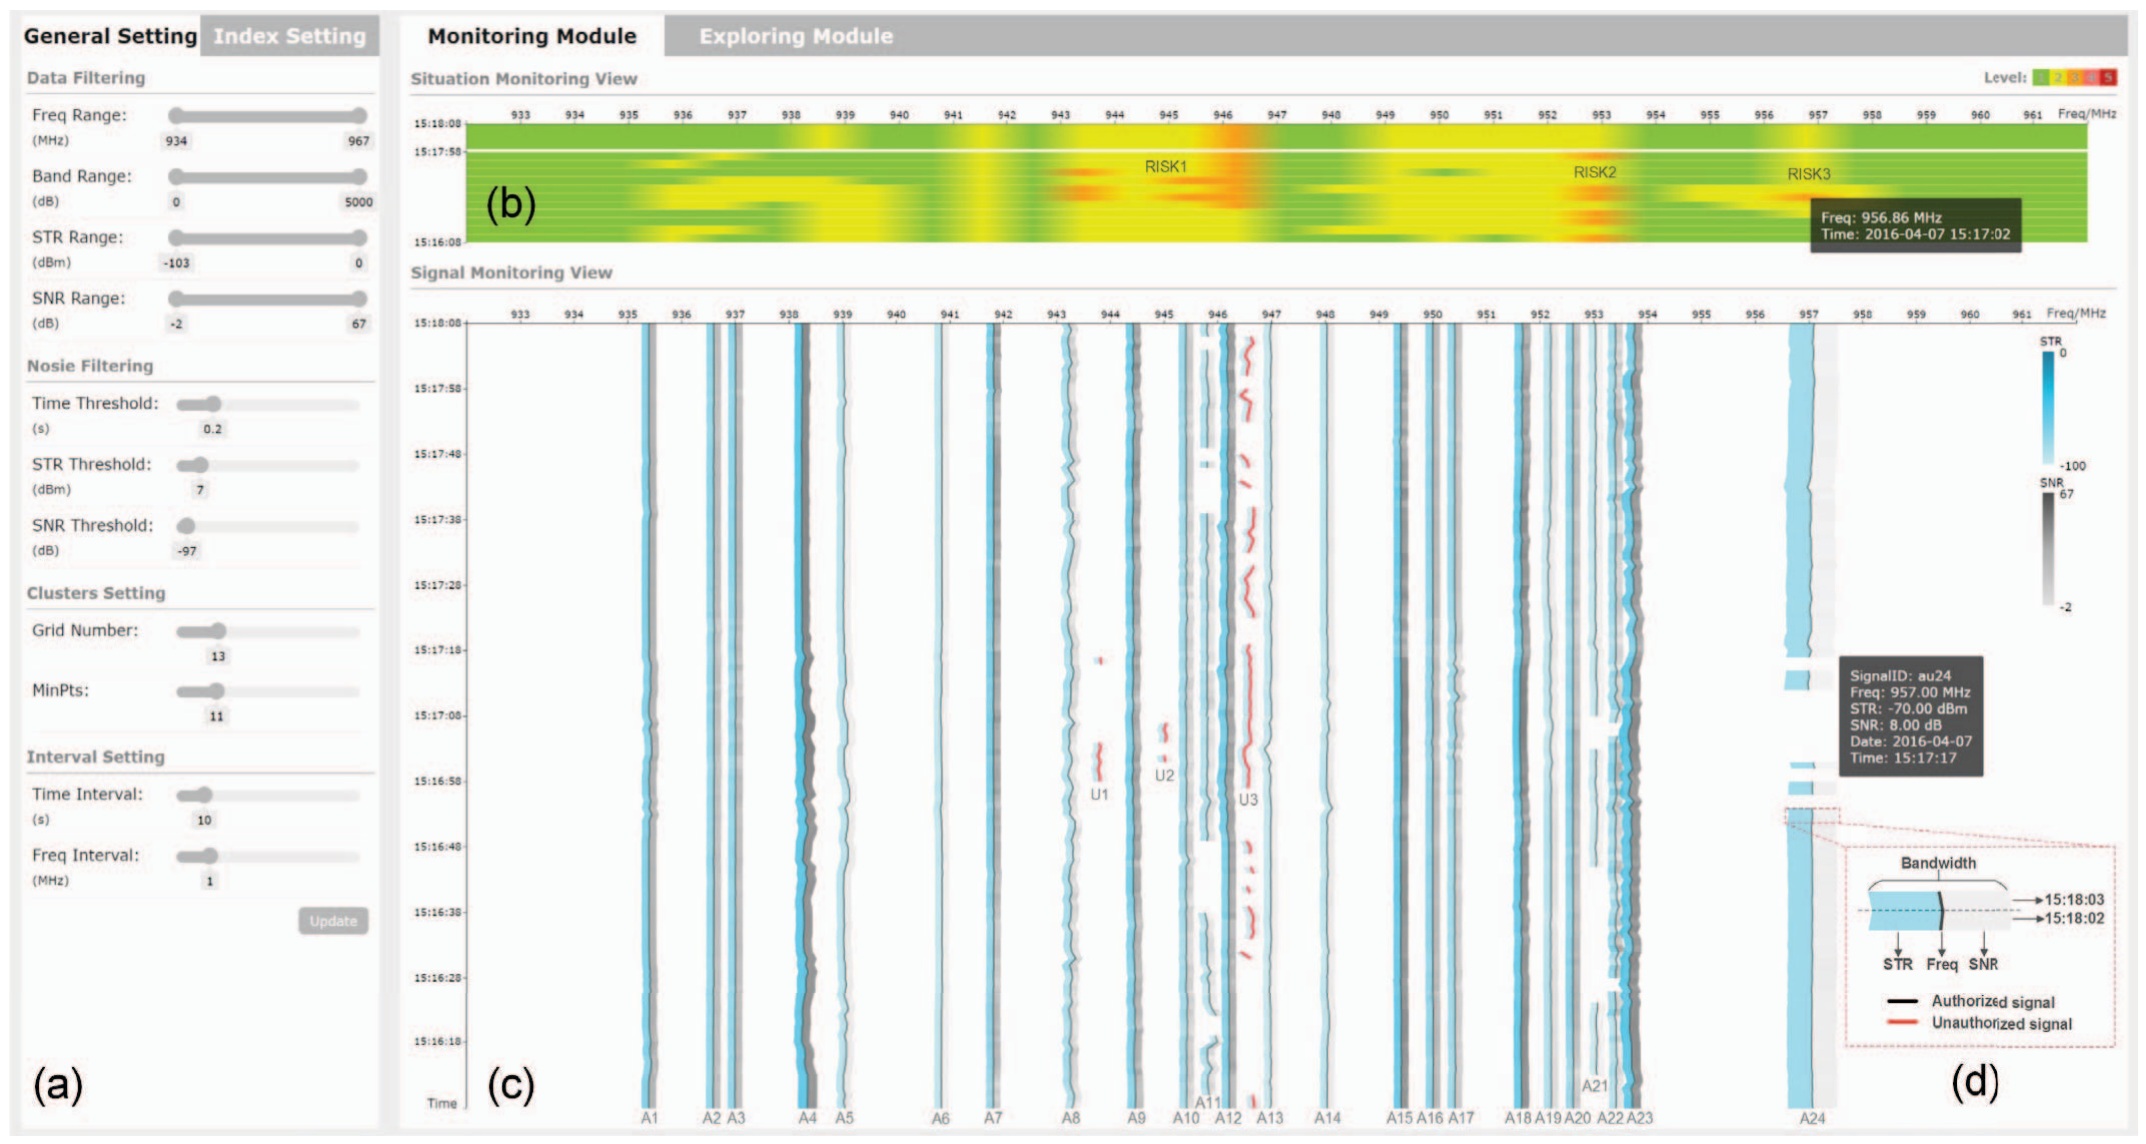 General Setting Index Setting
Data Filtering
Freq Range:
(MHz) 934 967
Band Range:
(dB) 0 5000
STR Range:
(dBm) -103 0
SNR Range:
(dB) -2 67
Nosie Filtering
Time Threshold:
(s) 0.2
STR Threshold:
(dBm) 7
SNR Threshold:
(dB) -97
Clusters Setting
Grid Number:
13
MinPts:
11
Interval Setting
Time Interval:
(s) 10
Freq Interval:
(MHz) 1
Update
(a)
Monitoring Module Exploring Module
Situation Monitoring View
Level: 1 2 3 4 5
933 934 935 936 937 938 939 940 941 942 943 944 945 946 947 948 949 950 951 952 953 954 955 956 957 958 959 960 961 Freq/MHz
15:18:08
15:17:58
15:16:08
RISK1 RISK2 RISK3
(b)
Freq: 956.86 MHz
Time: 2016-04-07 15:17:02
Signal Monitoring View
933 934 935 936 937 938 939 940 941 942 943 944 945 946 947 948 949 950 951 952 953 954 955 956 957 958 959 960 961 Freq/MHz
15:18:08
15:17:58
15:17:48
15:17:38
15:17:28
15:17:18
15:17:08
15:16:58
15:16:48
15:16:38
15:16:28
15:16:18
Time
STR
0
-100
SNR
67
-2
U1 U2 U3
SignalID: au24
Freq: 957.00 MHz
STR: -70.00 dBm
SNR: 8.00 dB
Date: 2016-04-07
Time: 15:17:17
Bandwidth
15:18:03
15:18:02
STR Freq SNR
Authorized signal
Unauthorized signal
(c)
(d)
A1 A2 A3 A4 A5 A6 A7 A8 A9 A10 A11 A12 A13 A14 A15 A16 A17 A18 A19 A20 A21 A22 A23 A24